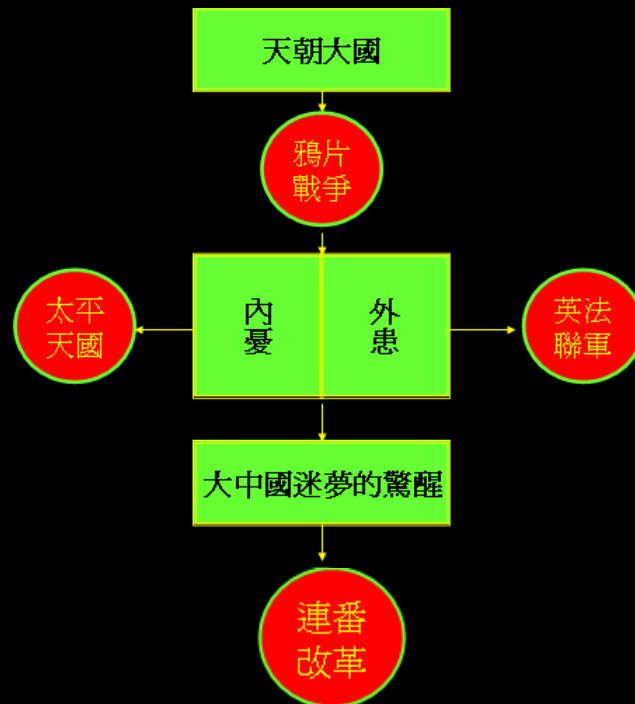 天朝大國
鴉片
戰爭
太平
天國
內憂
外患
英法
聯軍
大中國迷夢的驚醒
連番
改革